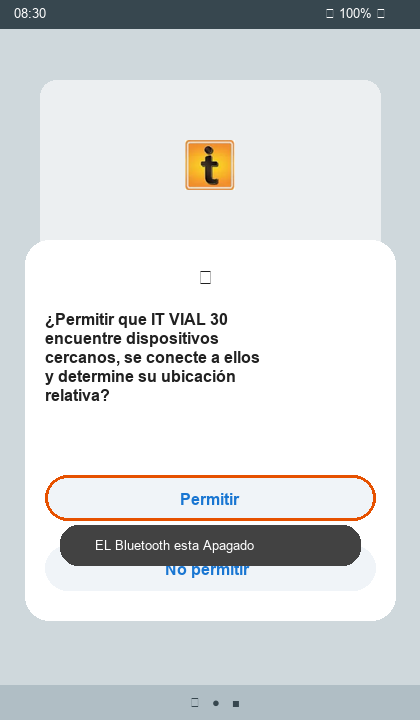 08:30
100%
¿Permitir que IT VIAL 30
encuentre dispositivos
cercanos, se conecte a ellos
y determine su ubicación
relativa?
Permitir
EL Bluetooth esta Apagado
No permitir